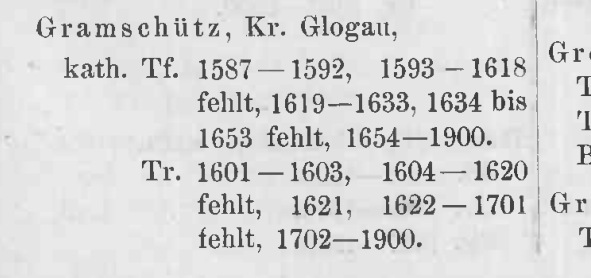 Gramschütz, Kr. Glogau,
kath. Tf. 1587—1592, 1593–1618
fehlt, 1619—1633, 1634 bis
1653 fehlt, 1654—1900.
Tr. 1601—1603, 1604—1620
fehlt, 1621, 1622—1701
fehlt, 1702—1900.